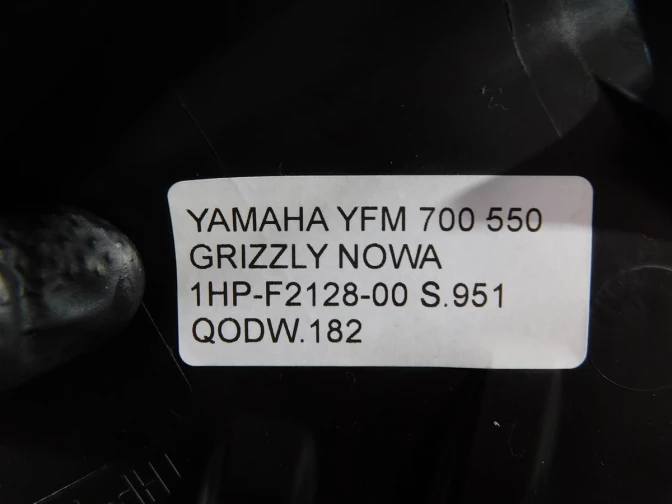 YAMAHA YFM 700 550
GRIZZLY NOWA
1HP-F2128-00 S.951
QODW.182